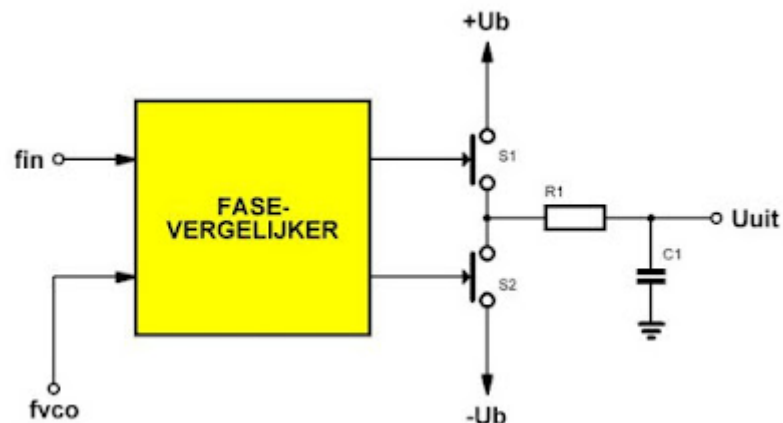 +Ub
fin
S1
FASE-
VERGELIJKER
R1
Uuit
C1
S2
fvco
-Ub